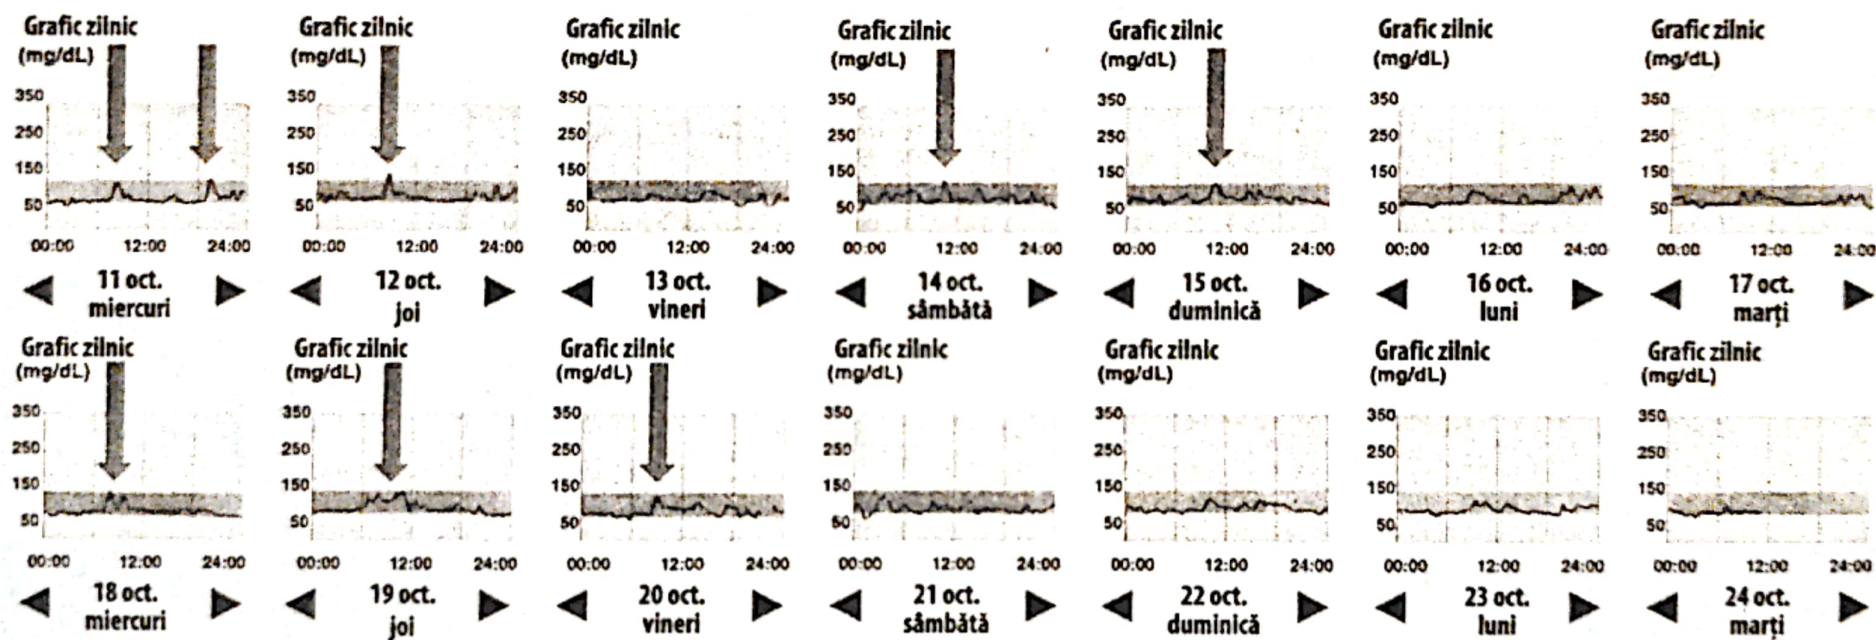 Grafic zilnic
(mg/dL)
350
250
150
50
00:00 12:00 24:00
11 oct.
miercuri
Grafic zilnic
(mg/dL)
350
250
150
50
00:00 12:00 24:00
12 oct.
joi
Grafic zilnic
(mg/dL)
350
250
150
50
00:00 12:00 24:00
13 oct.
vineri
Grafic zilnic
(mg/dL)
350
250
150
50
00:00 12:00 24:00
14 oct.
sâmbătă
Grafic zilnic
(mg/dL)
350
250
150
50
00:00 12:00 24:00
15 oct.
duminică
Grafic zilnic
(mg/dL)
350
250
150
50
00:00 12:00 24:00
16 oct.
luni
Grafic zilnic
(mg/dL)
350
250
150
50
00:00 12:00 24:00
17 oct.
marți
Grafic zilnic
(mg/dL)
350
250
150
50
00:00 12:00 24:00
18 oct.
miercuri
Grafic zilnic
(mg/dL)
350
250
150
50
00:00 12:00 24:00
19 oct.
joi
Grafic zilnic
(mg/dL)
350
250
150
50
00:00 12:00 24:00
20 oct.
vineri
Grafic zilnic
(mg/dL)
350
250
150
50
00:00 12:00 24:00
21 oct.
sâmbătă
Grafic zilnic
(mg/dL)
350
250
150
50
00:00 12:00 24:00
22 oct.
duminică
Grafic zilnic
(mg/dL)
350
250
150
50
00:00 12:00 24:00
23 oct.
luni
Grafic zilnic
(mg/dL)
350
250
150
50
00:00 12:00 24:00
24 oct.
marți